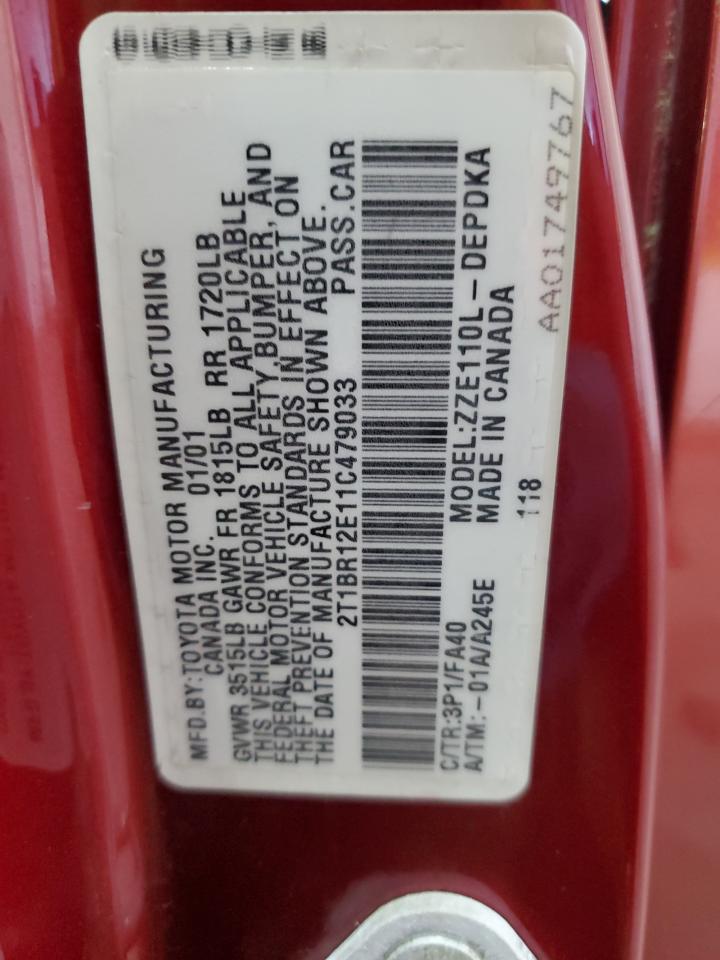 MFD.BY:TOYOTA MOTOR MANUFACTURING
CANADA INC. 01/01
GVWR 3515LB GAWR FR 1815LB RR 1720LB
THIS VEHICLE CONFORMS TO ALL APPLICABLE
FEDERAL MOTOR VEHICLE SAFETY,BUMPER, AND
THEFT PREVENTION STANDARDS IN EFFECT ON
THE DATE OF MANUFACTURE SHOWN ABOVE.
2T1BR12E11C479033 PASS.CAR
C/TR:3P1/FA40 MODEL:ZZE110L-DEPDKA
A/TM:-01A/A245E MADE IN CANADA
118
AA01749767